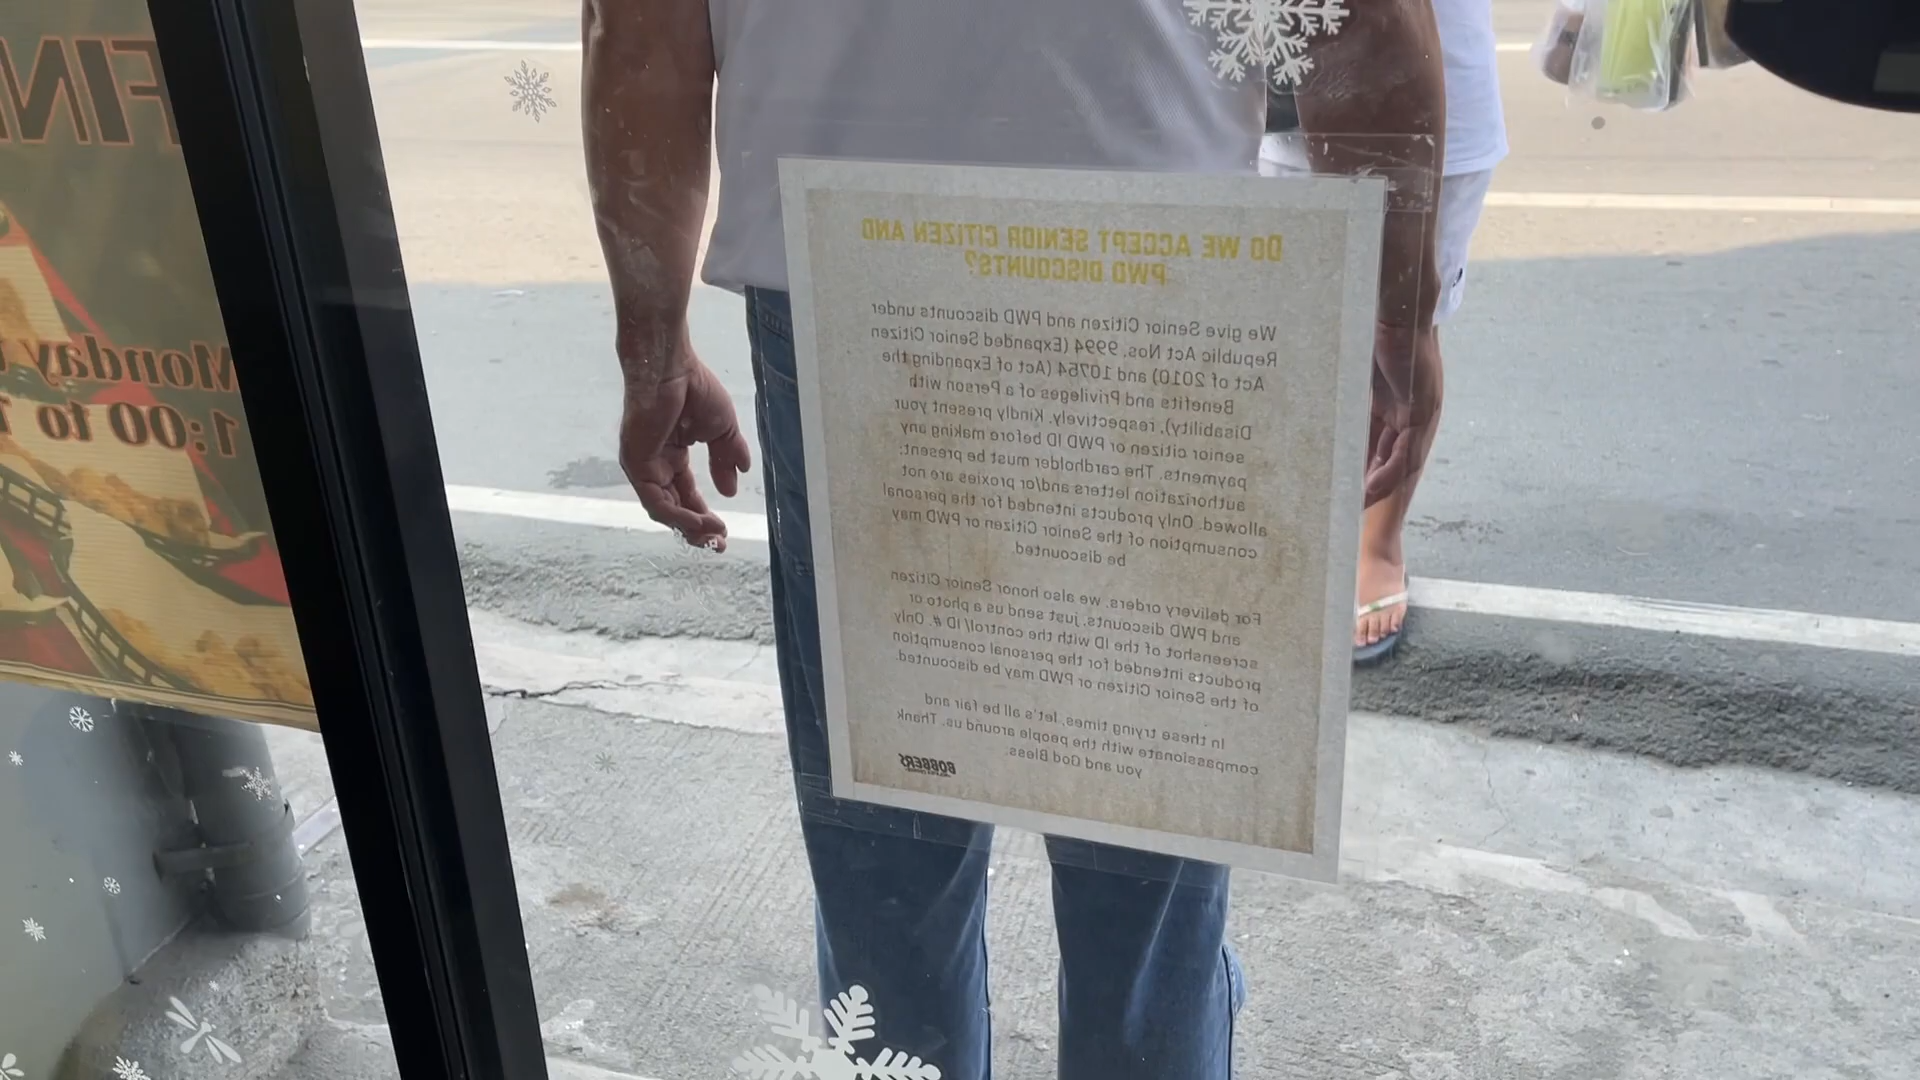 FIN
Monday
1:00 to
DO WE ACCEPT SENIOR CITIZEN AND
PWD DISCOUNTS?
We give Senior Citizen and PWD discounts under
Republic Act Nos. 9994 (Expanded Senior Citizen
Act of 2010) and 10754 (Act of Expanding the
Benefits and Privileges of a Person with
Disability), respectively. Kindly present your
senior citizen or PWD ID before making any
payments. The cardholder must be present;
authorization letters and/or proxies are not
allowed. Only products intended for the personal
consumption of the Senior Citizen or PWD may
be discounted.
For delivery orders, we also honor Senior Citizen
and PWD discounts, just send us a photo or
screenshot of the ID with the control/ID #. Only
products intended for the personal consumption
of the Senior Citizen or PWD may be discounted.
In these trying times, let's all be fair and
compassionate with the people around us. Thank
you and God Bless.
BOBBERS